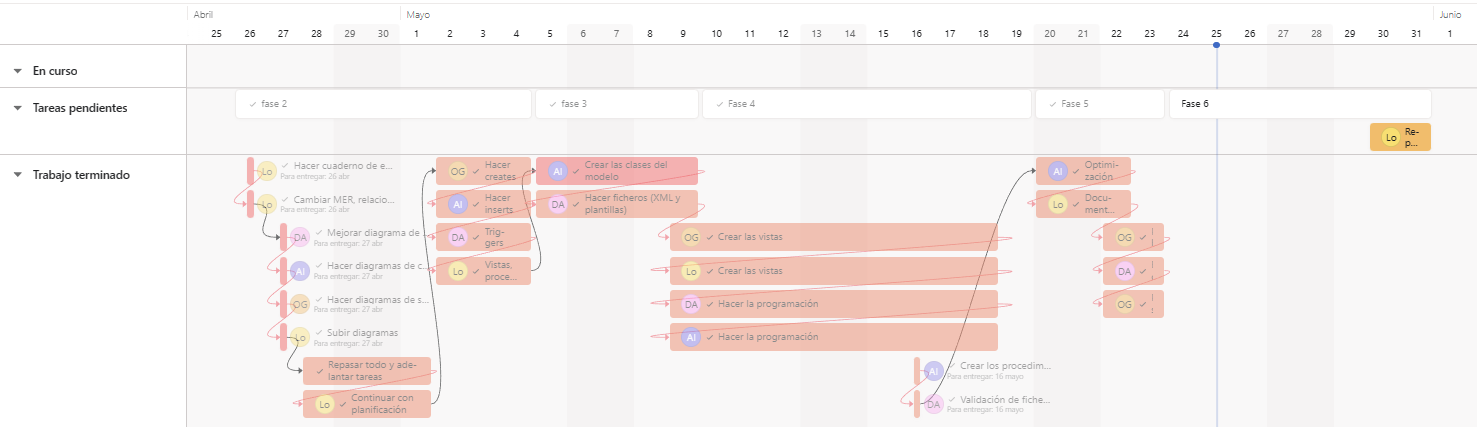 Abril
Mayo
Junio
25 26 27 28 29 30 1 2 3 4 5 6 7 8 9 10 11 12 13 14 15 16 17 18 19 20 21 22 23 24 25 26 27 28 29 30 31 1
En curso
Tareas pendientes
fase 2
fase 3
Fase 4
Fase 5
Fase 6
Lo
Re-
p...
Trabajo terminado
Lo
Hacer cuaderno de e...
Para entregar: 26 abr
Lo
Cambiar MER, relacio...
Para entregar: 26 abr
DA
Mejorar diagrama de
Para entregar: 27 abr
AI
Hacer diagramas de c...
Para entregar: 27 abr
OG
Hacer diagramas de s...
Para entregar: 27 abr
Lo
Subir diagramas
Para entregar: 27 abr
Repasar todo y ade-
lantar tareas
Lo
Continuar con
planificación
OG
Hacer
creates
AI
Hacer
inserts
DA
Trig-
gers
Lo
Vistas,
proce...
AI
Crear las clases del
modelo
DA
Hacer ficheros (XML y
plantillas)
OG
Crear las vistas
Lo
Crear las vistas
DA
Hacer la programación
AI
Hacer la programación
AI
Crear los procedim...
Para entregar: 16 mayo
DA
Validación de fiche...
Para entregar: 16 mayo
AI
Optimi-
zación
Lo
Docu-
ment...
OG
DA
OG